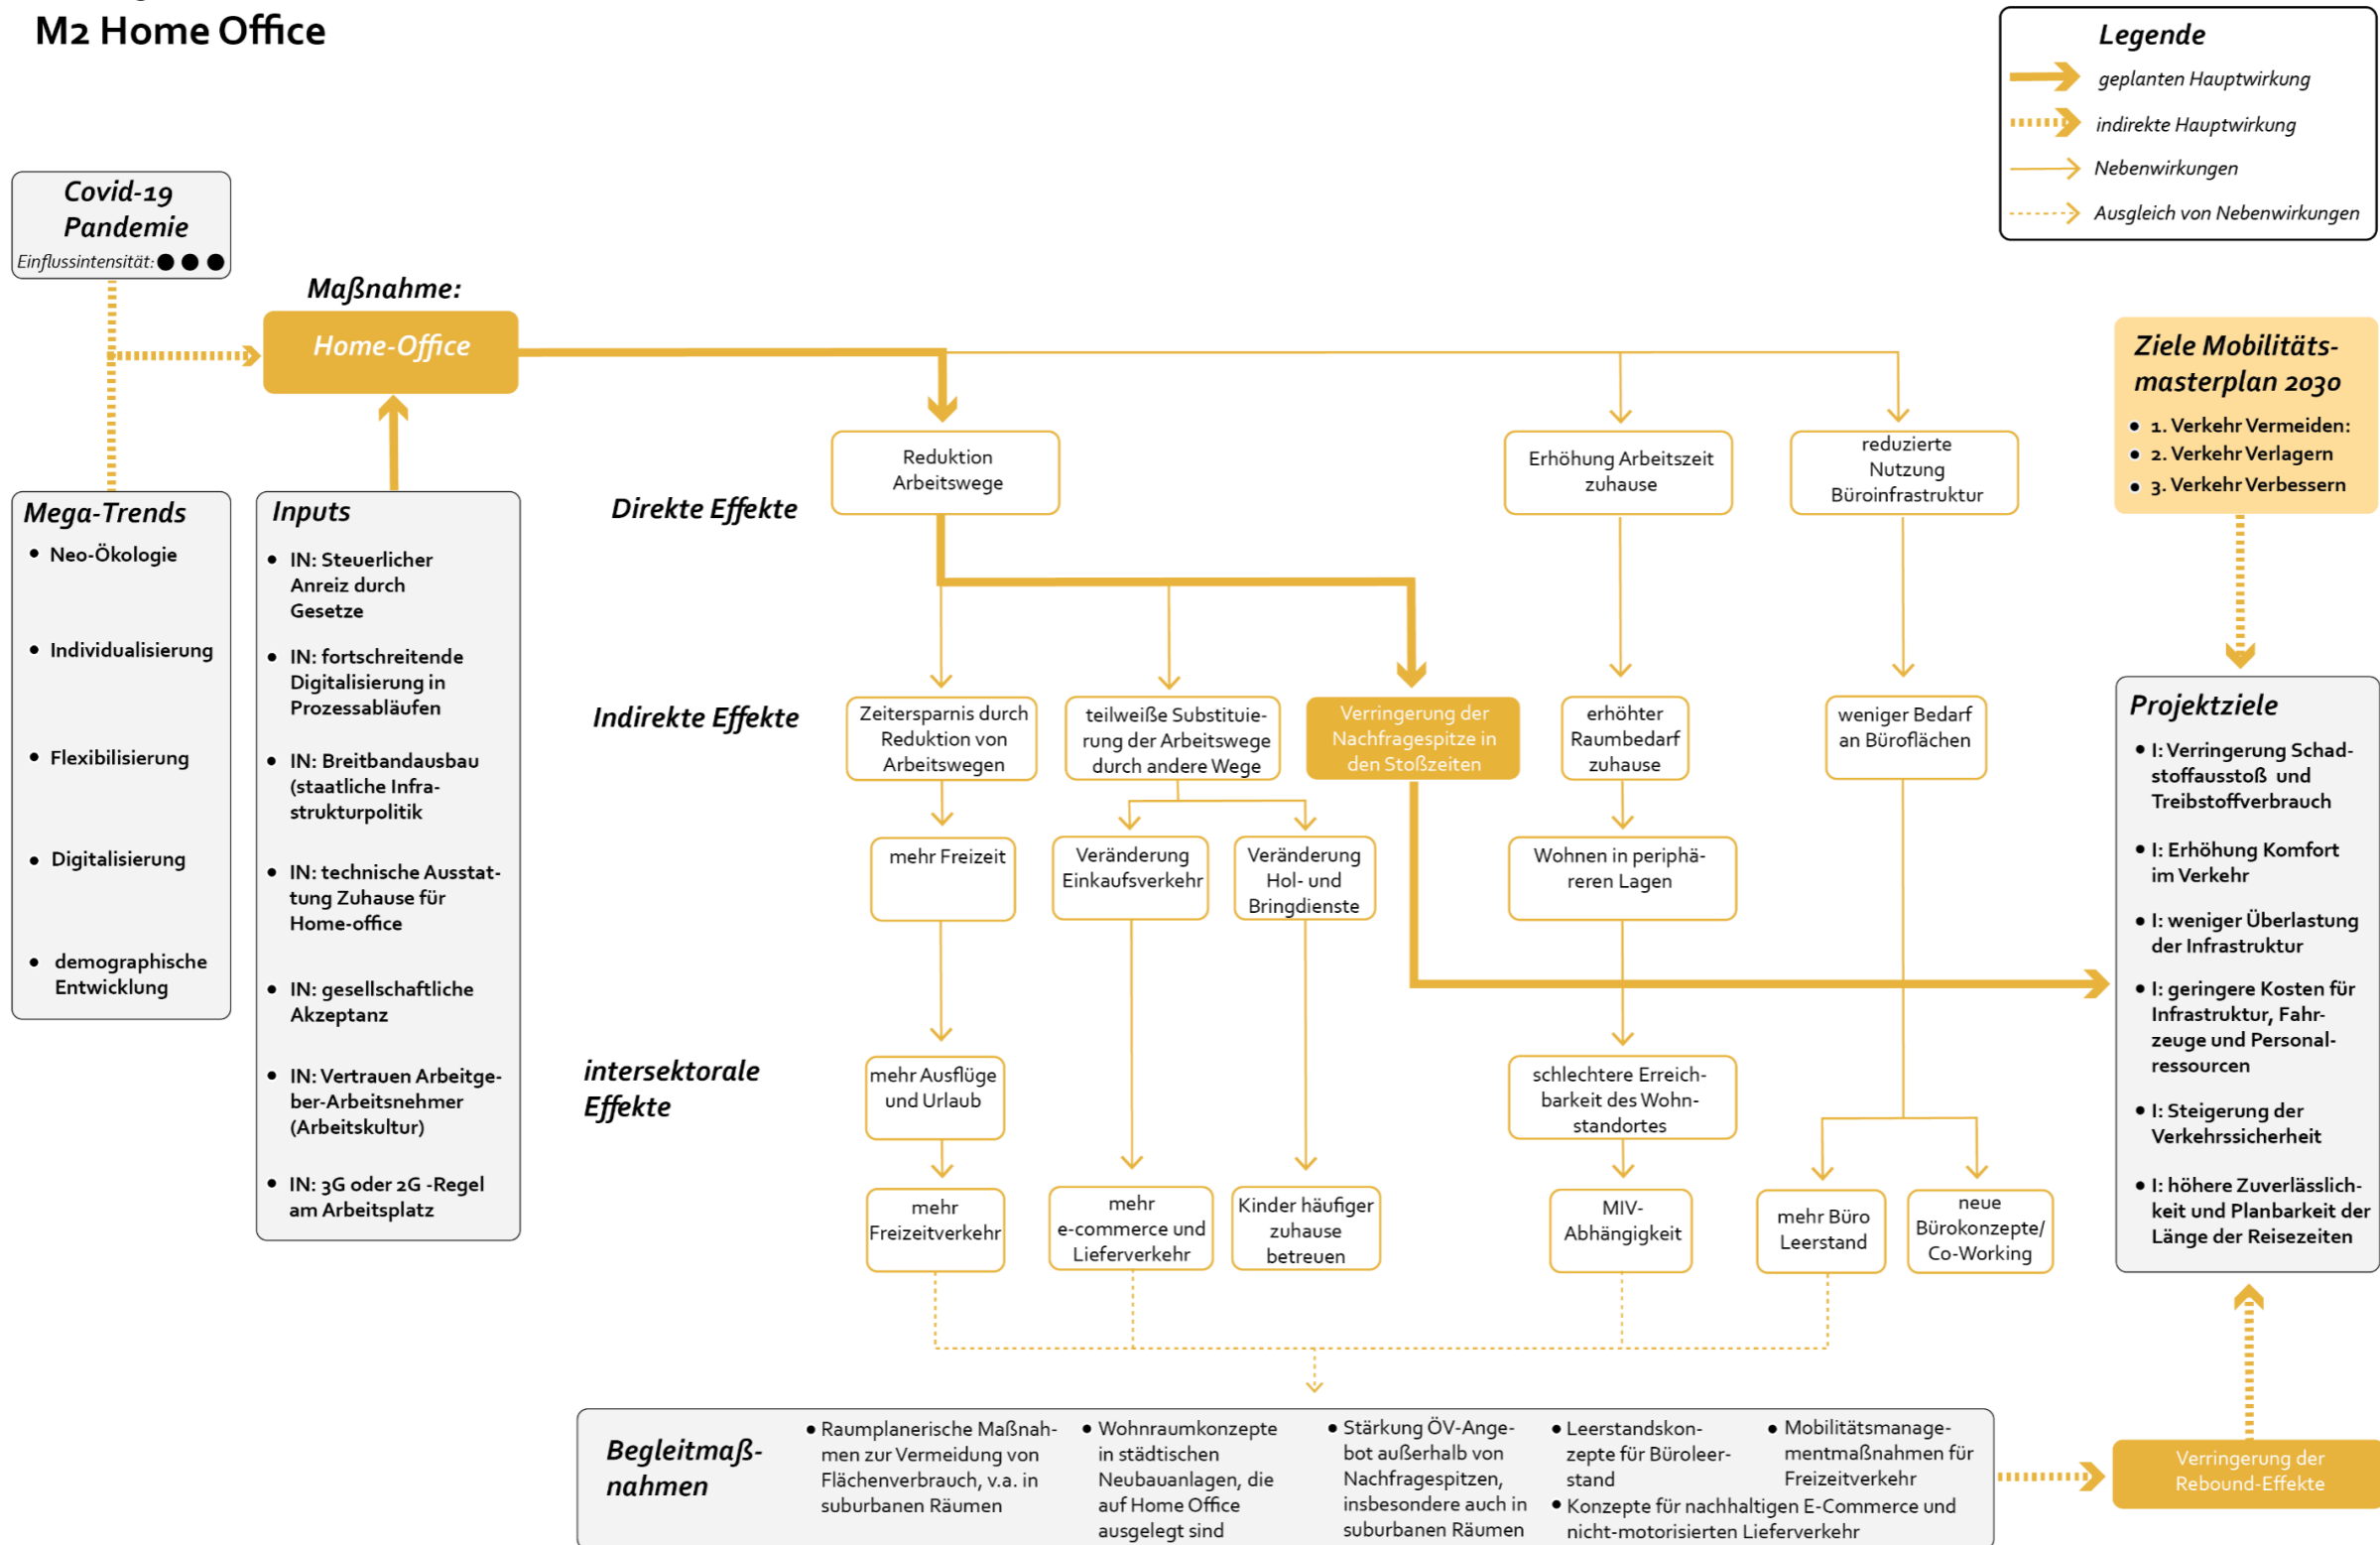 M2 Home Office
Legende
geplanten Hauptwirkung
indirekte Hauptwirkung
Nebenwirkungen
Ausgleich von Nebenwirkungen
Covid-19
Pandemie
Einflussintensität:
Maßnahme:
Home-Office
Mega-Trends
• Neo-Ökologie
• Individualisierung
• Flexibilisierung
• Digitalisierung
• demographische
Entwicklung
Inputs
• IN: Steuerlicher
Anreiz durch
Gesetze
• IN: fortschreitende
Digitalisierung in
Prozessabläufen
• IN: Breitbandausbau
(staatliche Infra-
strukturpolitik
• IN: technische Ausstat-
tung Zuhause für
Home-office
• IN: gesellschaftliche
Akzeptanz
• IN: Vertrauen Arbeitge-
ber-Arbeitsnehmer
(Arbeitskultur)
• IN: 3G oder 2G -Regel
am Arbeitsplatz
Direkte Effekte
Reduktion
Arbeitswege
Erhöhung Arbeitszeit
zuhause
reduzierte
Nutzung
Büroinfrastruktur
Indirekte Effekte
Zeitersparnis durch
Reduktion von
Arbeitswegen
teilweiße Substituie-
rung der Arbeitswege
durch andere Wege
Verringerung der
Nachfragespitze in
den Stoßzeiten
erhöhter
Raumbedarf
zuhause
weniger Bedarf
an Büroflächen
mehr Freizeit
Veränderung
Einkaufsverkehr
Veränderung
Hol- und
Bringdienste
Wohnen in periphä-
reren Lagen
intersektorale
Effekte
mehr Ausflüge
und Urlaub
schlechtere Erreich-
barkeit des Wohn-
standortes
mehr
Freizeitverkehr
mehr
e-commerce und
Lieferverkehr
Kinder häufiger
zuhause
betreuen
MIV-
Abhängigkeit
mehr Büro
Leerstand
neue
Bürokonzepte/
Co-Working
Ziele Mobilitäts-
masterplan 2030
• 1. Verkehr Vermeiden:
• 2. Verkehr Verlagern
• 3. Verkehr Verbessern
Projektziele
• I: Verringerung Schad-
stoffausstoß und
Treibstoffverbrauch
• I: Erhöhung Komfort
im Verkehr
• I: weniger Überlastung
der Infrastruktur
• I: geringere Kosten für
Infrastruktur, Fahr-
zeuge und Personal-
ressourcen
• I: Steigerung der
Verkehrssicherheit
• I: höhere Zuverlässlich-
keit und Planbarkeit der
Länge der Reisezeiten
Begleitmaß-
nahmen
• Raumplanerische Maßnah-
men zur Vermeidung von
Flächenverbrauch, v.a. in
suburbanen Räumen
• Wohnraumkonzepte
in städtischen
Neubauanlagen, die
auf Home Office
ausgelegt sind
• Stärkung ÖV-Ange-
bot außerhalb von
Nachfragespitzen,
insbesondere auch in
suburbanen Räumen
• Leerstandskon-
zepte für Büroleer-
stand
• Mobilitätsmanage-
mentmaßnahmen für
Freizeitverkehr
• Konzepte für nachhaltigen E-Commerce und
nicht-motorisierten Lieferverkehr
Verringerung der
Rebound-Effekte